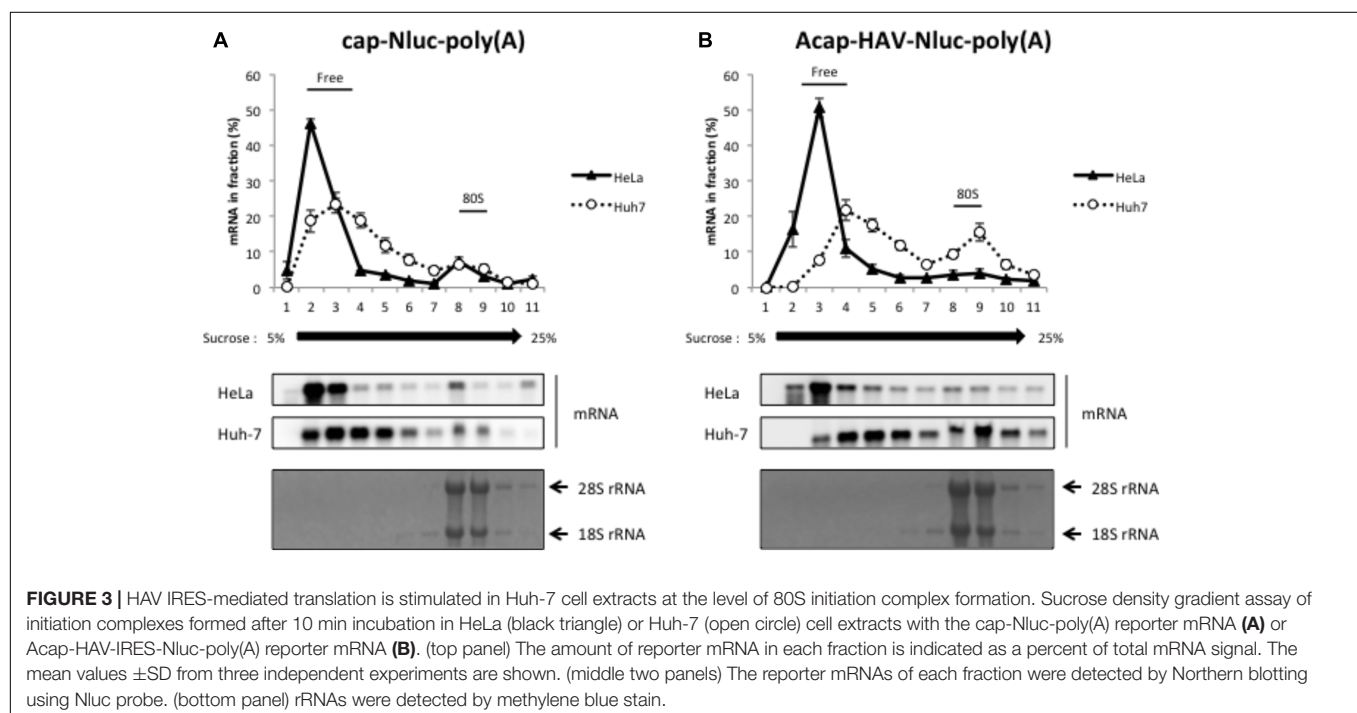 A
cap-Nluc-poly(A)
60
50
40
30
20
10
0
mRNA in fraction (%)
Free
80S
HeLa
Huh7
1 2 3 4 5 6 7 8 9 10 11
Sucrose : 5% 25%
HeLa
Huh-7
mRNA
28S rRNA
18S rRNA
B
Acap-HAV-Nluc-poly(A)
60
50
40
30
20
10
0
mRNA in fraction (%)
Free
80S
HeLa
Huh7
1 2 3 4 5 6 7 8 9 10 11
Sucrose : 5% 25%
HeLa
Huh-7
mRNA
28S rRNA
18S rRNA
FIGURE 3 | HAV IRES-mediated translation is stimulated in Huh-7 cell extracts at the level of 80S initiation complex formation. Sucrose density gradient assay of
initiation complexes formed after 10 min incubation in HeLa (black triangle) or Huh-7 (open circle) cell extracts with the cap-Nluc-poly(A) reporter mRNA (A) or
Acap-HAV-IRES-Nluc-poly(A) reporter mRNA (B). (top panel) The amount of reporter mRNA in each fraction is indicated as a percent of total mRNA signal. The
mean values ±SD from three independent experiments are shown. (middle two panels) The reporter mRNAs of each fraction were detected by Northern blotting
using Nluc probe. (bottom panel) rRNAs were detected by methylene blue stain.